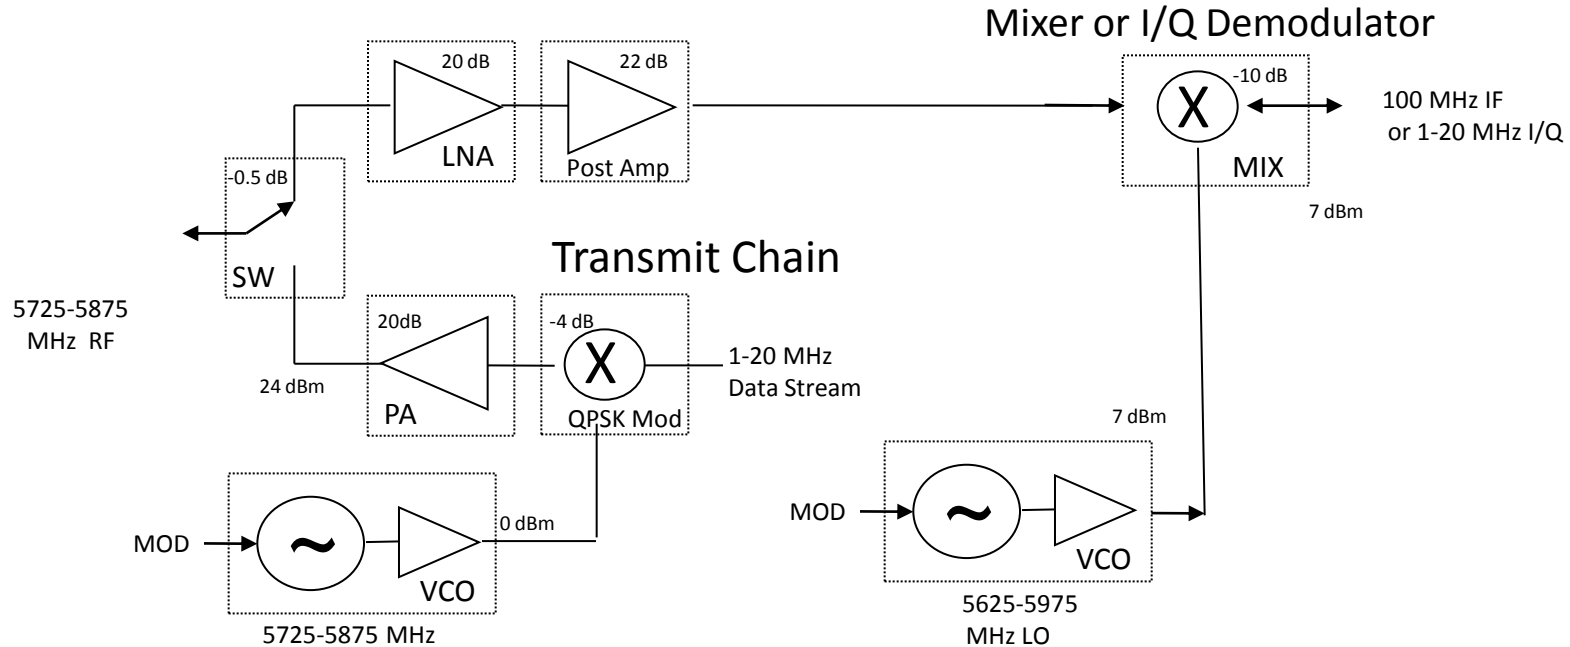 Mixer or I/Q Demodulator
20 dB
22 dB
-10 dB
X
100 MHz IF
or 1-20 MHz I/Q
LNA
Post Amp
MIX
-0.5 dB
7 dBm
SW
Transmit Chain
5725-5875
MHz RF
20dB
-4 dB
X
1-20 MHz
Data Stream
24 dBm
PA
QPSK Mod
7 dBm
0 dBm
MOD
~
VCO
5725-5875 MHz
MOD
~
VCO
5625-5975
MHz LO